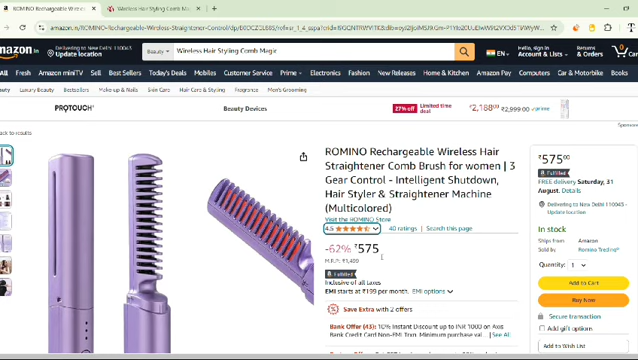 ROMINO Rechargeable Wireless
Wireless Hair Styling Comb Mag
amazon.in
Delivering to New Delhi 110045
Update location
Beauty
Wireless Hair Styling Comb Magic
EN
Hello, sign in
Account & Lists
Returns
& Orders
Cart
All
Fresh
Amazon miniTV
Sell
Best Sellers
Today's Deals
Mobiles
Customer Service
Prime
Electronics
Fashion
New Releases
Home & Kitchen
Amazon Pay
Computers
Car & Motorbike
Books
Luxury Beauty
Bestsellers
Make-up & Nails
Skin Care
Hair Care & Styling
Fragrance
Men's Grooming
PROTOUCH
Beauty Devices
27% off
Limited time
deal
₹2,188.00
₹2,999.00
Sponsored
back to results
ROMINO Rechargeable Wireless Hair
Straightener Comb Brush for women | 3
Gear Control - Intelligent Shutdown,
Hair Styler & Straightener Machine
(Multicolored)
Visit the ROMINO Store
4.5
40 ratings | Search this page
-62% ₹575
M.R.P.: ₹1,499
Fulfilled
Inclusive of all taxes
EMI starts at ₹199 per month. EMI options
Save Extra with 2 offers
Bank Offer (43): 10% Instant Discount up to INR 1000 on Axis
Bank Credit Card Non-EMI Trxn. Minimum purchase val... | See All
₹575.00
Fulfilled
FREE delivery Saturday, 31
August. Details
Delivering to New Delhi 110045 -
Update location
In stock
Ships from Amazon
Sold by Romino Trading
Quantity: 1
Add to Cart
Buy Now
Secure transaction
Add gift options
Add to Wish List